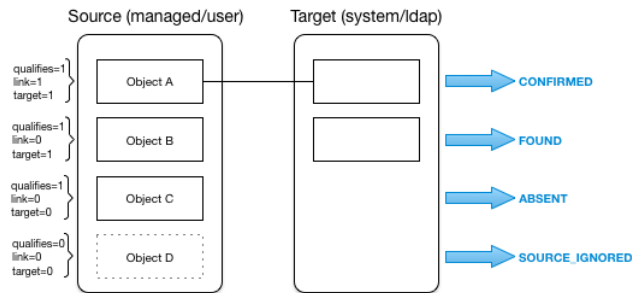 Source (managed/user)
Target (system/ldap)
qualifies=1
link=1
target=1
Object A
CONFIRMED
qualifies=1
link=0
target=1
Object B
FOUND
qualifies=1
link=0
target=0
Object C
ABSENT
qualifies=0
link=0
target=0
Object D
SOURCE_IGNORED